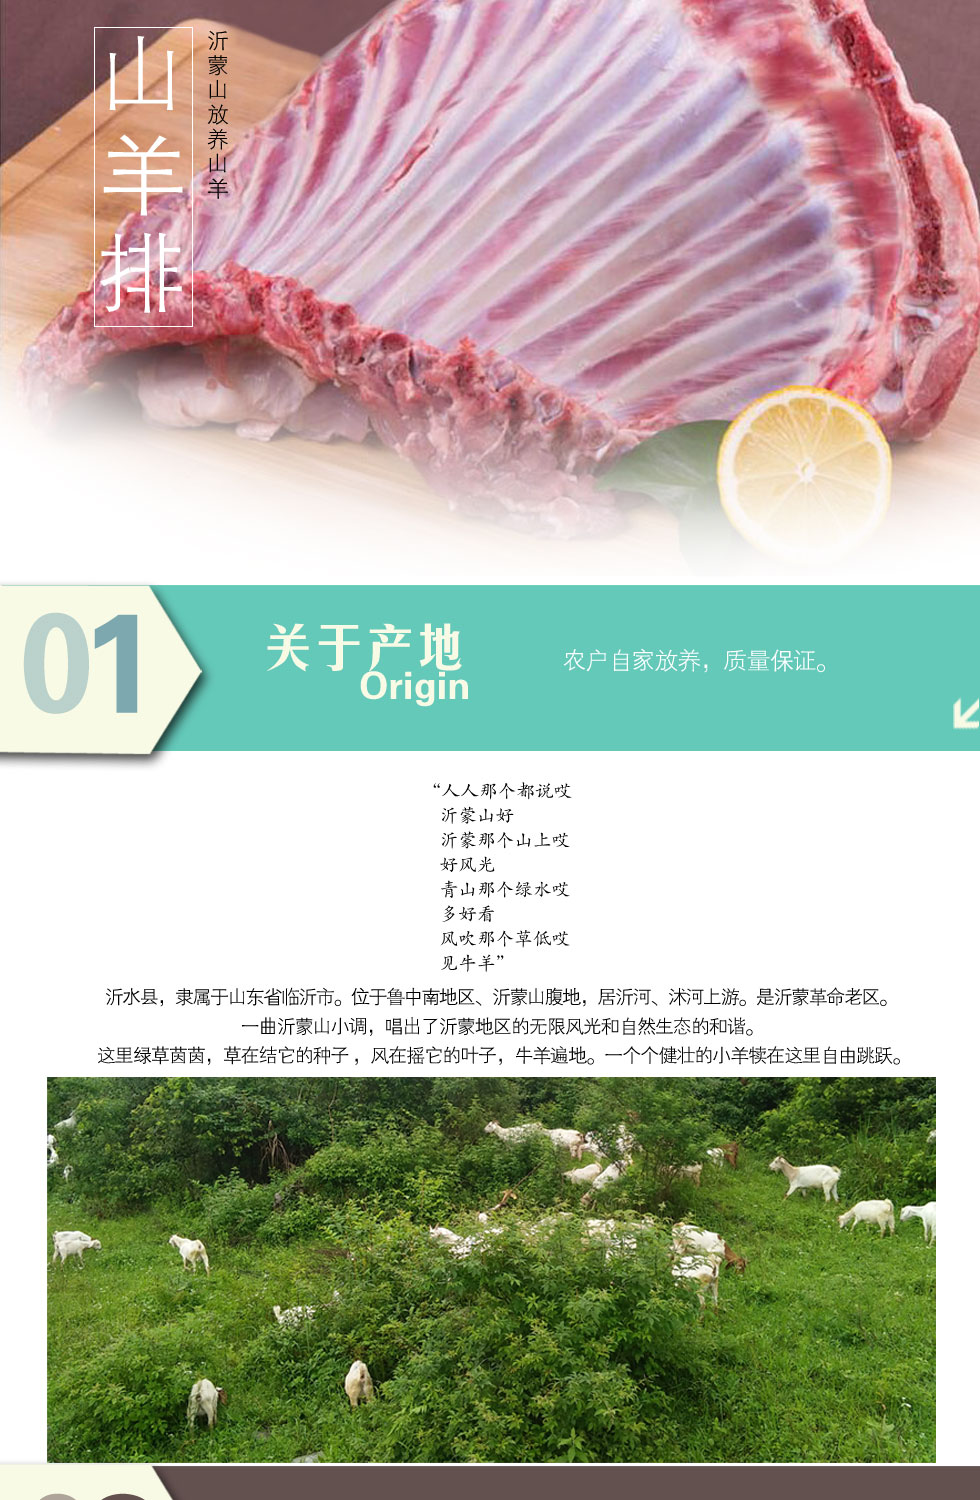 山羊排
沂蒙山放养山羊
01
关于产地
Origin
农户自家放养，质量保证。
“人人那个都说哎
沂蒙山好
沂蒙那个山上哎
好风光
青山那个绿水哎
多好看
风吹那个草低哎
见牛羊”
沂水县，隶属于山东省临沂市。位于鲁中南地区、沂蒙山腹地，居沂河、沭河上游。是沂蒙革命老区。
一曲沂蒙山小调，唱出了沂蒙地区的无限风光和自然生态的和谐。
这里绿草茵茵，草在结它的种子，风在摇它的叶子，牛羊遍地。一个个健壮的小羊犊在这里自由跳跃。